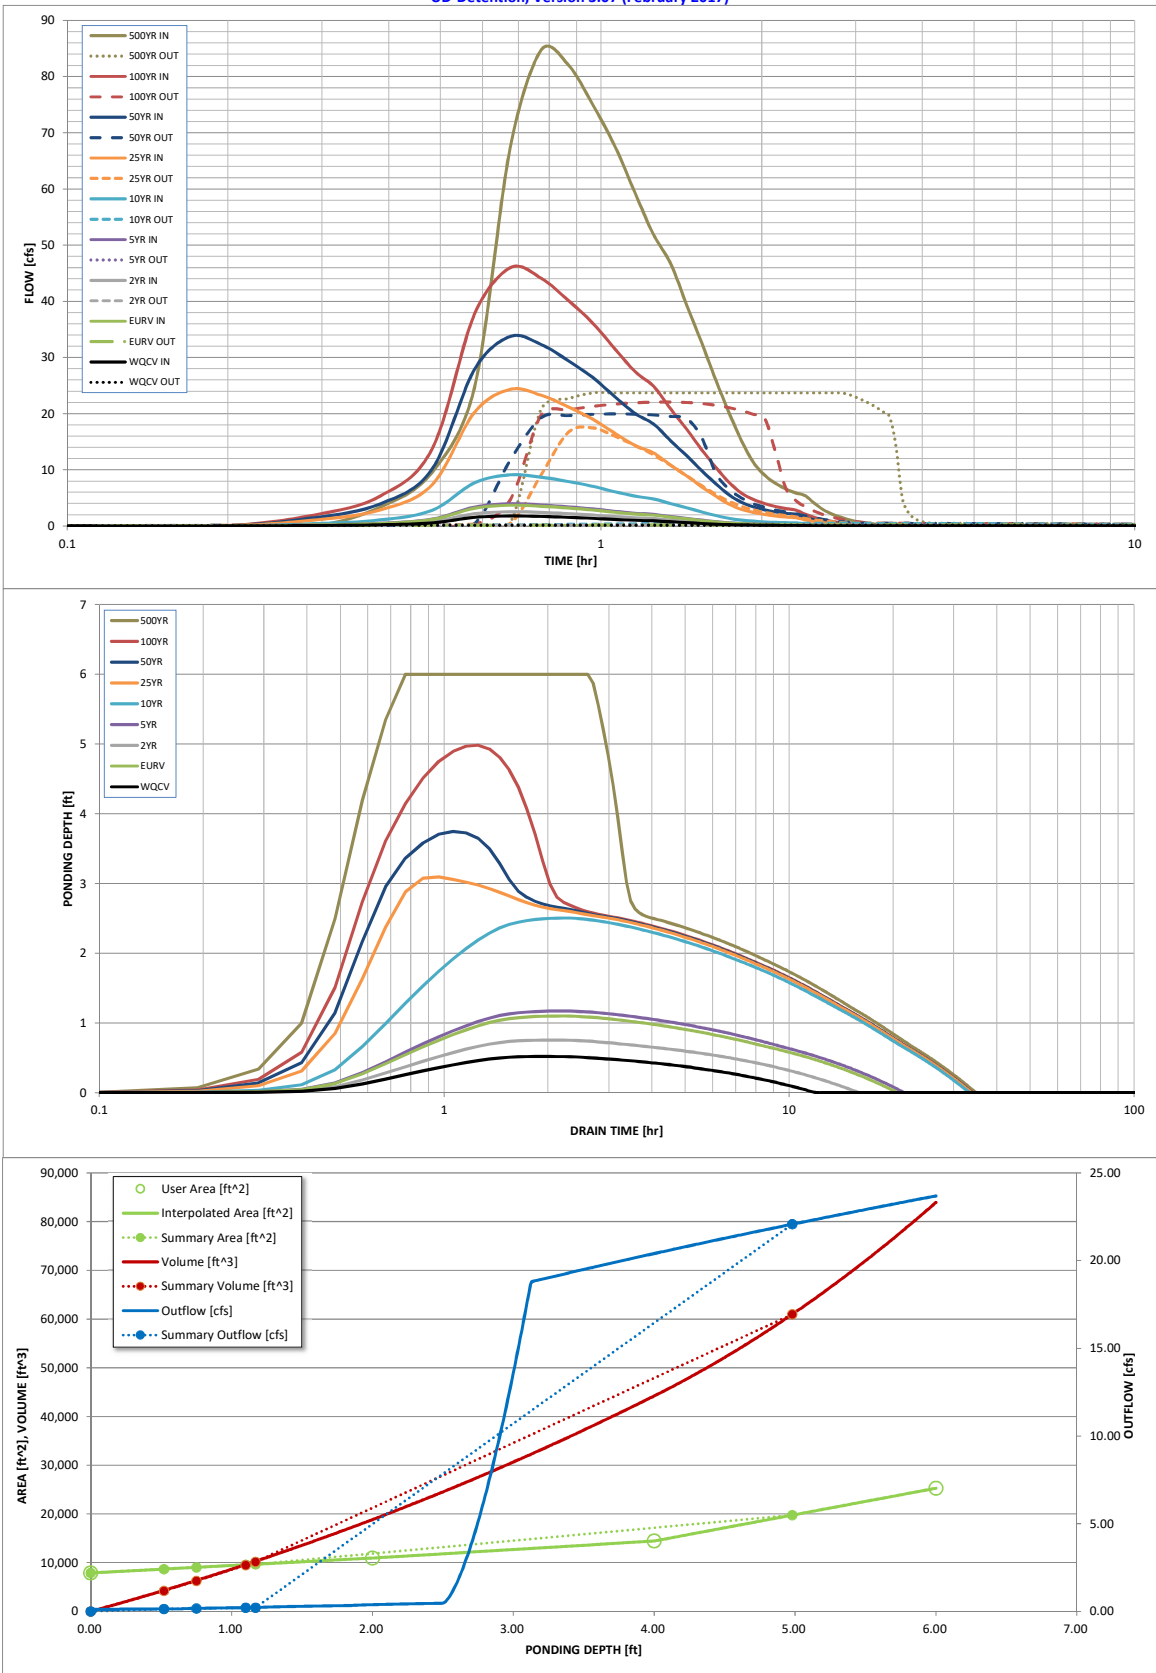 UD-Detention, Version 3.07 (February 2017)
90
80
70
60
50
40
30
20
10
0
FLOW [cfs]
500YR IN
500YR OUT
100YR IN
100YR OUT
50YR IN
50YR OUT
25YR IN
25YR OUT
10YR IN
10YR OUT
5YR IN
5YR OUT
2YR IN
2YR OUT
EURV IN
EURV OUT
WQCV IN
WQCV OUT
0.1
1
10
TIME [hr]
7
6
5
4
3
2
1
0
PONDING DEPTH [ft]
500YR
100YR
50YR
25YR
10YR
5YR
2YR
EURV
WQCV
0.1
1
10
100
DRAIN TIME [hr]
90,000
80,000
70,000
60,000
50,000
40,000
30,000
20,000
10,000
0
AREA [ft^2], VOLUME [ft^3]
User Area [ft^2]
Interpolated Area [ft^2]
Summary Area [ft^2]
Volume [ft^3]
Summary Volume [ft^3]
Outflow [cfs]
Summary Outflow [cfs]
25.00
20.00
15.00
10.00
5.00
0.00
OUTFLOW [cfs]
0.00
1.00
2.00
3.00
4.00
5.00
6.00
7.00
PONDING DEPTH [ft]